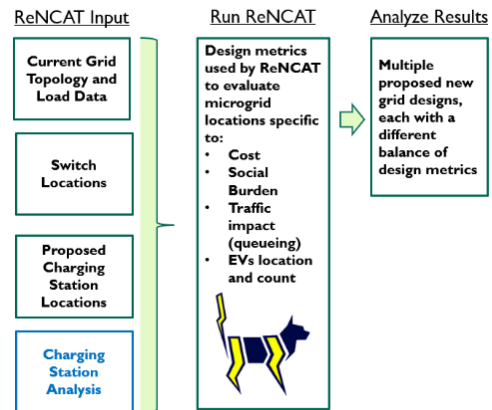 ReNCAT Input
Current Grid
Topology and
Load Data
Switch
Locations
Proposed
Charging
Station
Locations
Charging
Station
Analysis
Run ReNCAT
Design metrics
used by ReNCAT
to evaluate
microgrid
locations specific
to:
• Cost
• Social
Burden
• Traffic
impact
(queueing)
• EVs location
and count
Analyze Results
Multiple
proposed new
grid designs,
each with a
different
balance of
design metrics